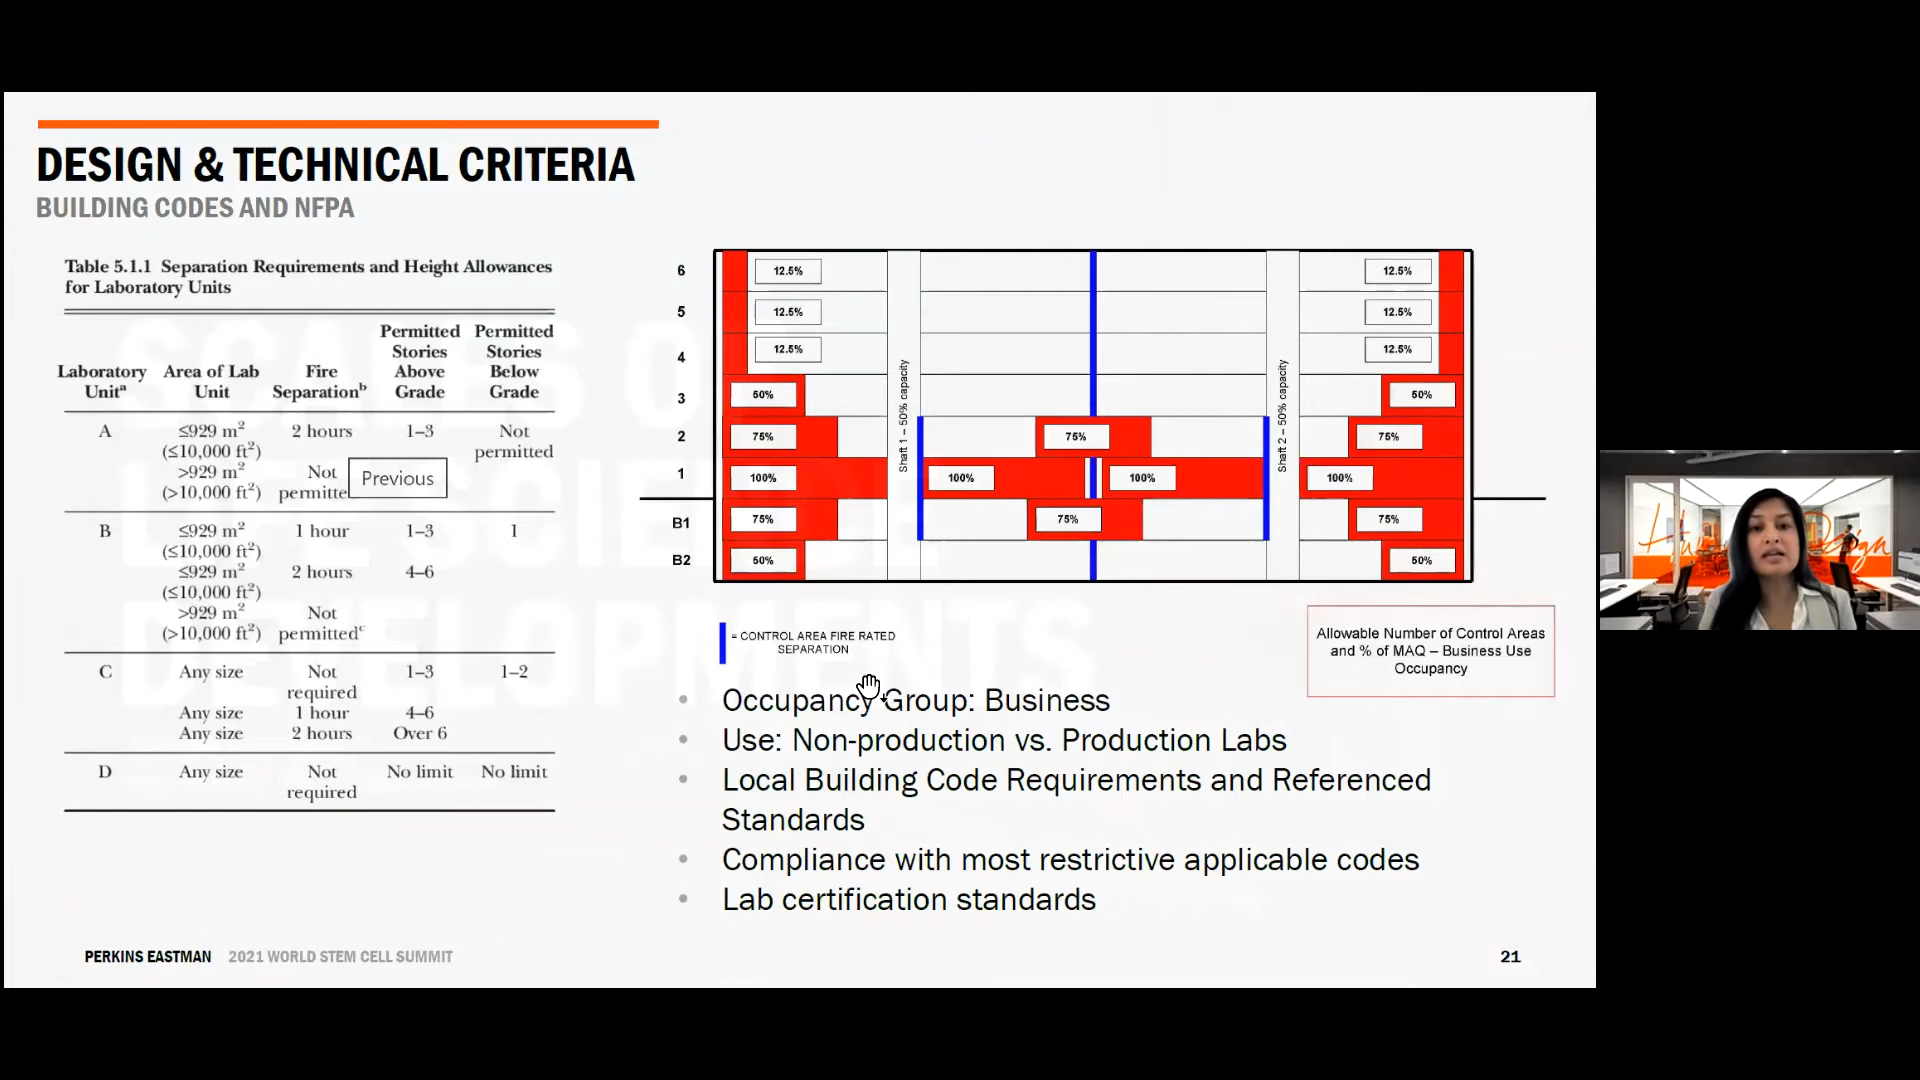 DESIGN & TECHNICAL CRITERIA
BUILDING CODES AND NFPA
Table 5.1.1 Separation Requirements and Height Allowances
for Laboratory Units
Laboratory Unitᵃ Area of Lab Unit Fire Separationᵇ Permitted Stories Above Grade Permitted Stories Below Grade
A ≤929 m² 2 hours 1–3 Not
(≤10,000 ft²) permitted
>929 m² Not
(>10,000 ft²) permitte
Previous
B ≤929 m² 1 hour 1–3 1
(≤10,000 ft²)
≤929 m² 2 hours 4–6
(≤10,000 ft²)
>929 m² Not
(>10,000 ft²) permittedᶜ
C Any size Not 1–3 1–2
required
Any size 1 hour 4–6
Any size 2 hours Over 6
D Any size Not No limit No limit
required
6 12.5% 12.5%
5 12.5% 12.5%
4 12.5% 12.5%
3 50% 50%
2 75% 75% 75%
1 100% 100% 100% 100%
B1 75% 75% 75%
B2 50% 50%
Shaft 1 – 50% capacity
Shaft 2 – 50% capacity
= CONTROL AREA FIRE RATED
SEPARATION
Allowable Number of Control Areas
and % of MAQ – Business Use
Occupancy
• Occupancy Group: Business
• Use: Non-production vs. Production Labs
• Local Building Code Requirements and Referenced
Standards
• Compliance with most restrictive applicable codes
• Lab certification standards
PERKINS EASTMAN 2021 WORLD STEM CELL SUMMIT
21